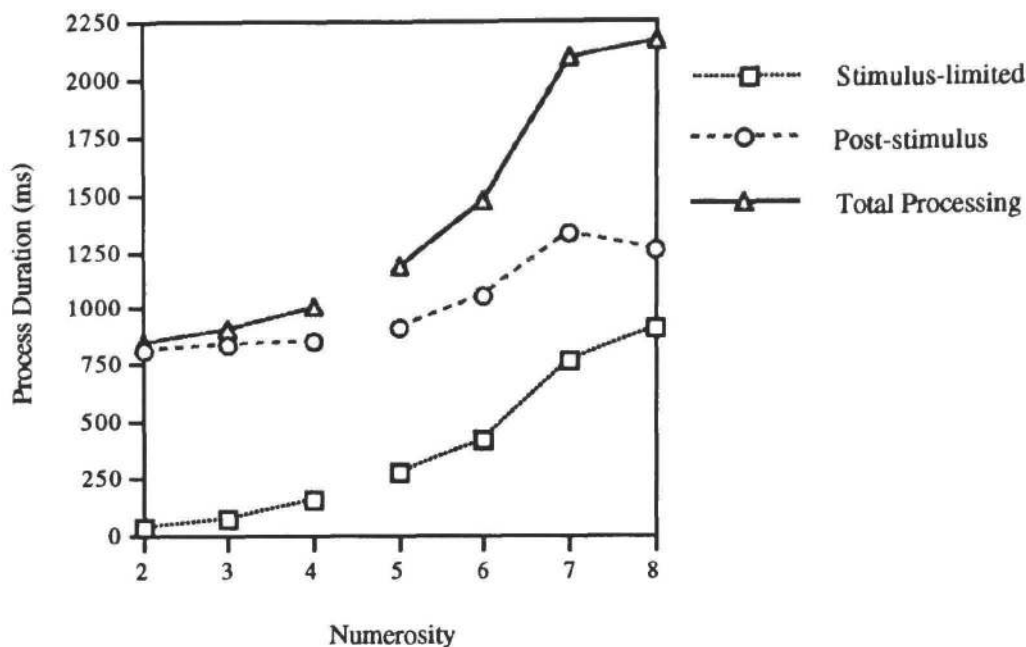 2250
2000
1750
1500
1250
1000
750
500
250
0
Process Duration (ms)
2 3 4 5 6 7 8
Numerosity
Stimulus-limited
Post-stimulus
Total Processing